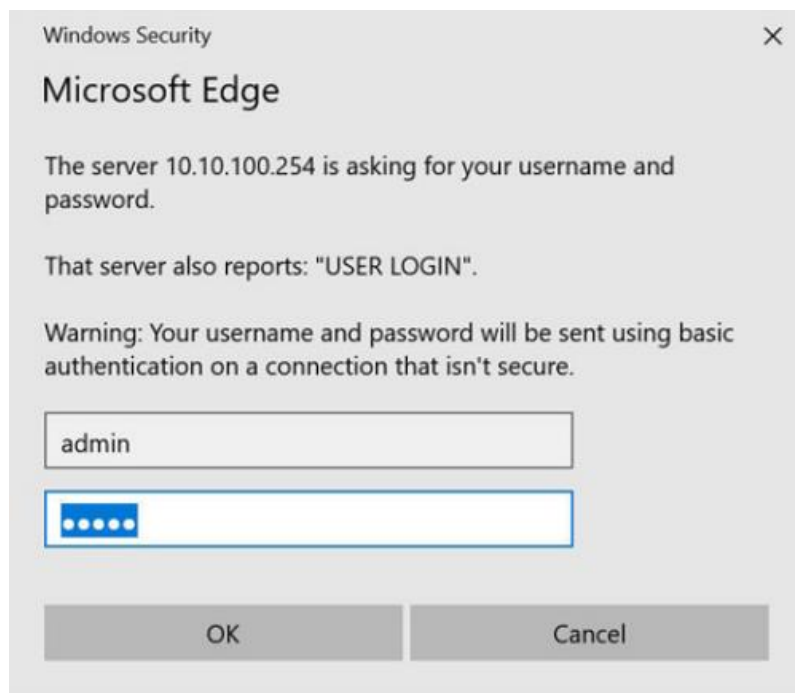 Windows Security
Microsoft Edge
The server 10.10.100.254 is asking for your username and
password.
That server also reports: "USER LOGIN".
Warning: Your username and password will be sent using basic
authentication on a connection that isn't secure.
admin
•••••
OK Cancel